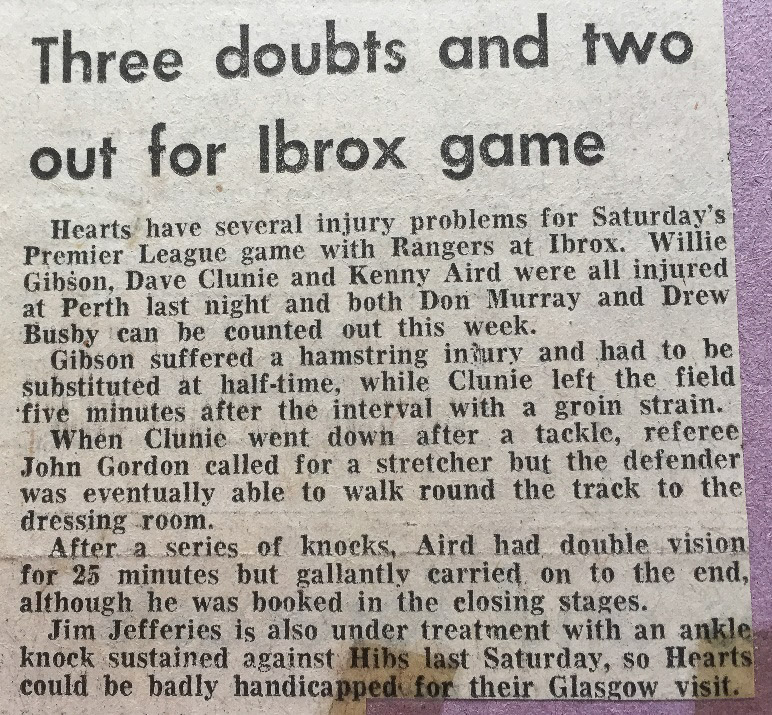 Three doubts and two
out for Ibrox game
Hearts have several injury problems for Saturday's
Premier League game with Rangers at Ibrox. Willie
Gibson, Dave Clunie and Kenny Aird were all injured
at Perth last night and both Don Murray and Drew
Busby can be counted out this week.
Gibson suffered a hamstring injury and had to be
substituted at half-time, while Clunie left the field
five minutes after the interval with a groin strain.
When Clunie went down after a tackle, referee
John Gordon called for a stretcher but the defender
was eventually able to walk round the track to the
dressing room.
After a series of knocks, Aird had double vision
for 25 minutes but gallantly carried on to the end,
although he was booked in the closing stages.
Jim Jefferies is also under treatment with an ankle
knock sustained against Hibs last Saturday, so Hearts
could be badly handicapped for their Glasgow visit.